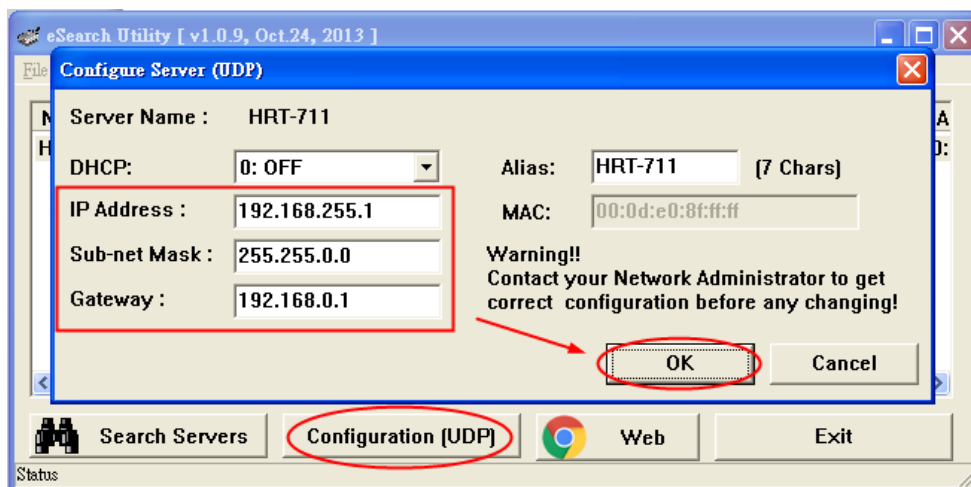 eSearch Utility [ v1.0.9, Oct.24, 2013 ]
File
Configure Server (UDP)
Server Name : HRT-711
DHCP: 0: OFF Alias: HRT-711 (7 Chars)
IP Address : 192.168.255.1 MAC: 00:0d:e0:8f:ff:ff
Sub-net Mask : 255.255.0.0
Gateway : 192.168.0.1
Warning!!
Contact your Network Administrator to get
correct configuration before any changing!
OK Cancel
Search Servers Configuration (UDP) Web Exit
Status